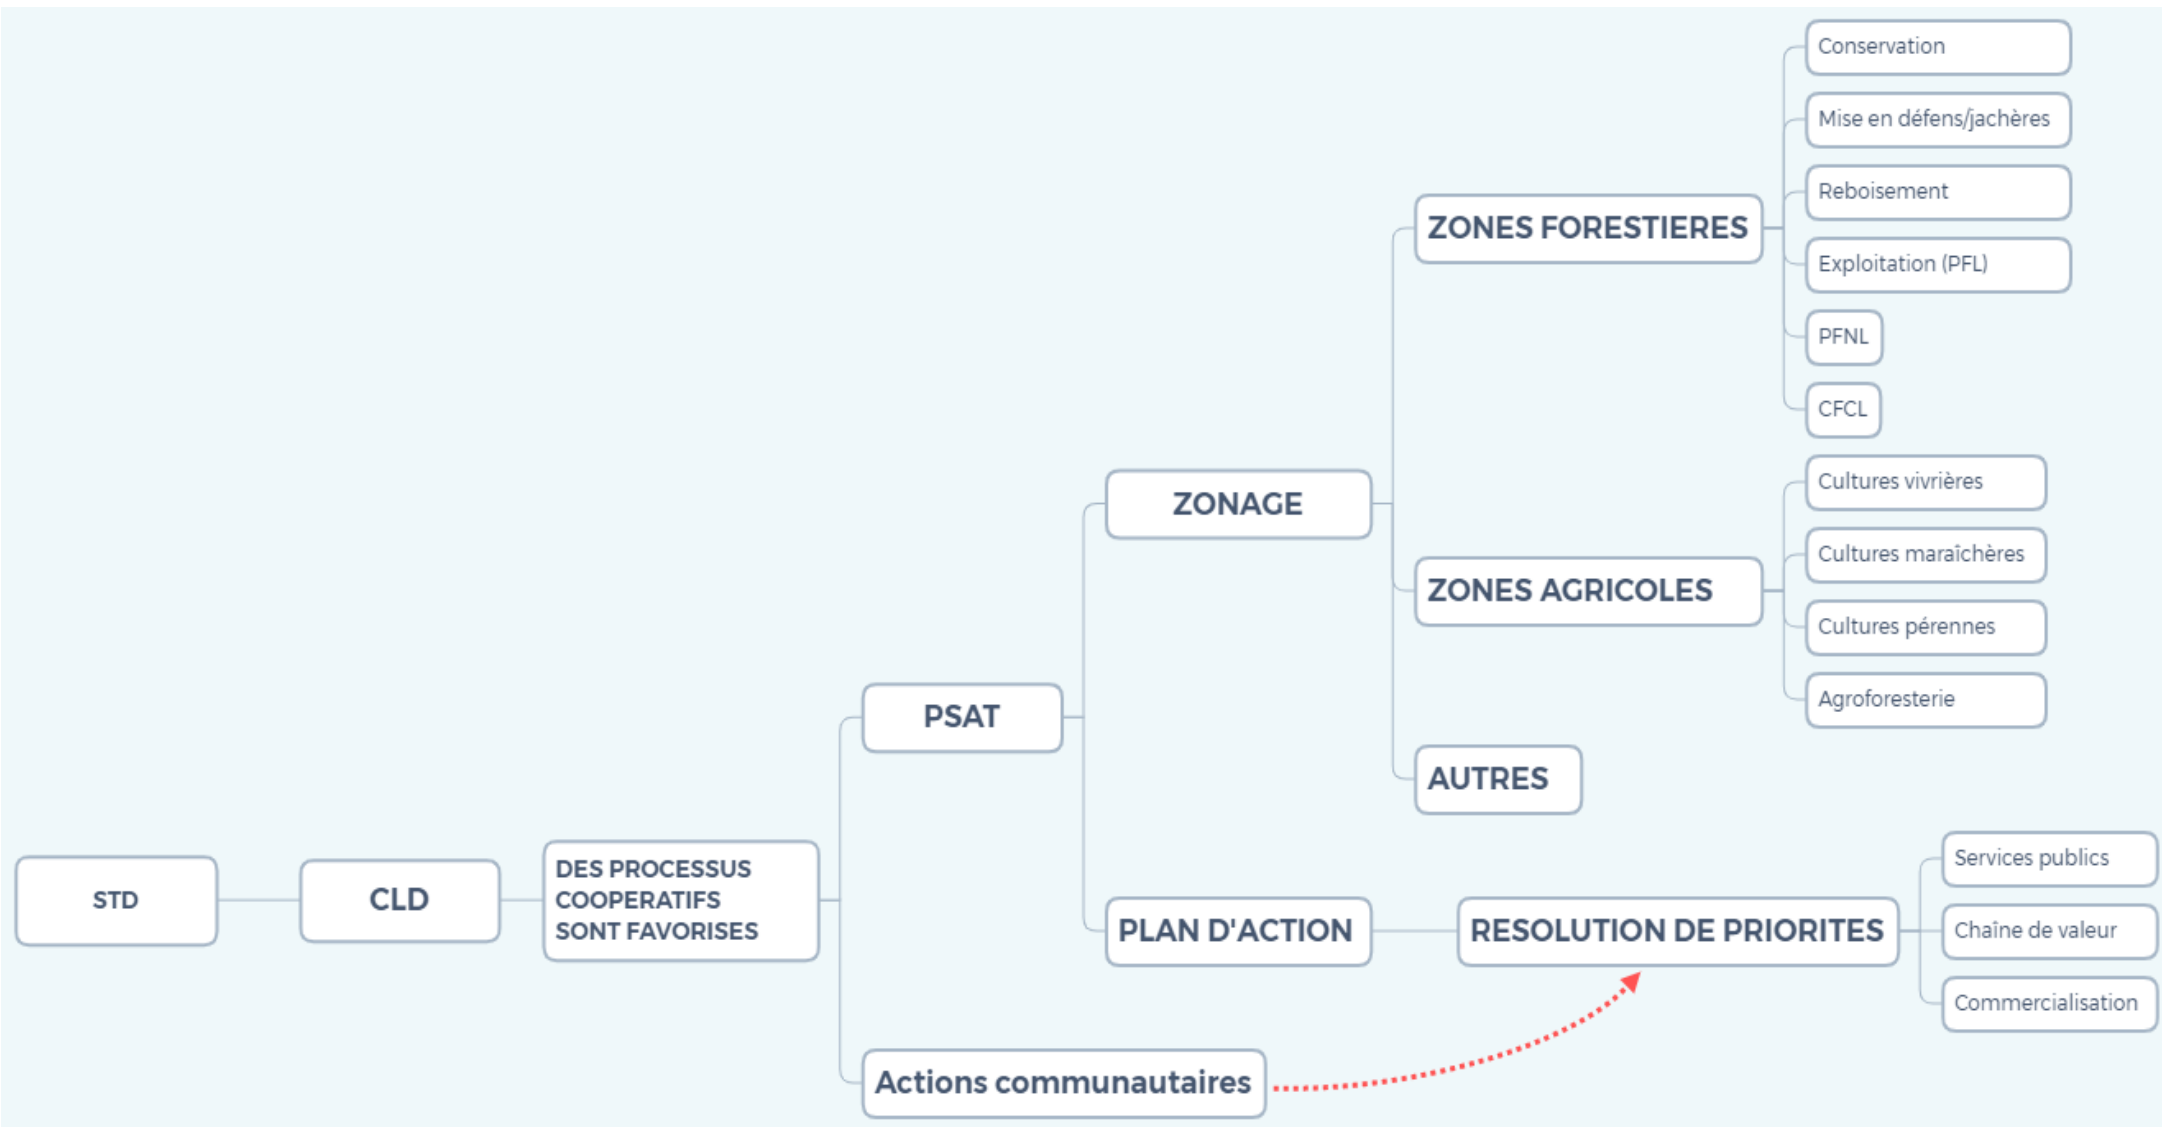 STD
CLD
DES PROCESSUS
COOPERATIFS
SONT FAVORISES
PSAT
ZONAGE
ZONES FORESTIERES
Conservation
Mise en défens/jachères
Reboisement
Exploitation (PFL)
PFNL
CFCL
ZONES AGRICOLES
Cultures vivrières
Cultures maraîchères
Cultures pérennes
Agroforesterie
AUTRES
PLAN D'ACTION
RESOLUTION DE PRIORITES
Services publics
Chaîne de valeur
Commercialisation
Actions communautaires